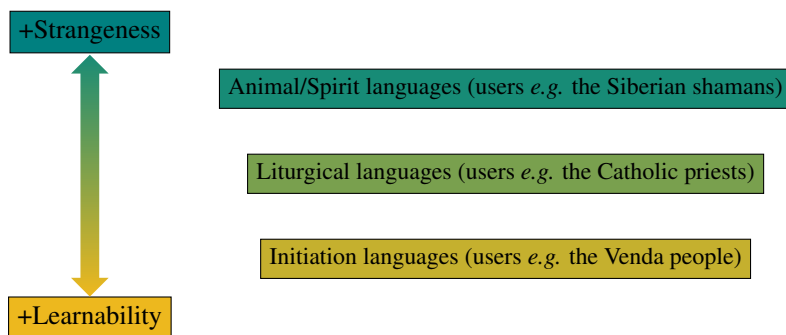 +Strangeness
Animal/Spirit languages (users e.g. the Siberian shamans)
Liturgical languages (users e.g. the Catholic priests)
Initiation languages (users e.g. the Venda people)
+Learnability